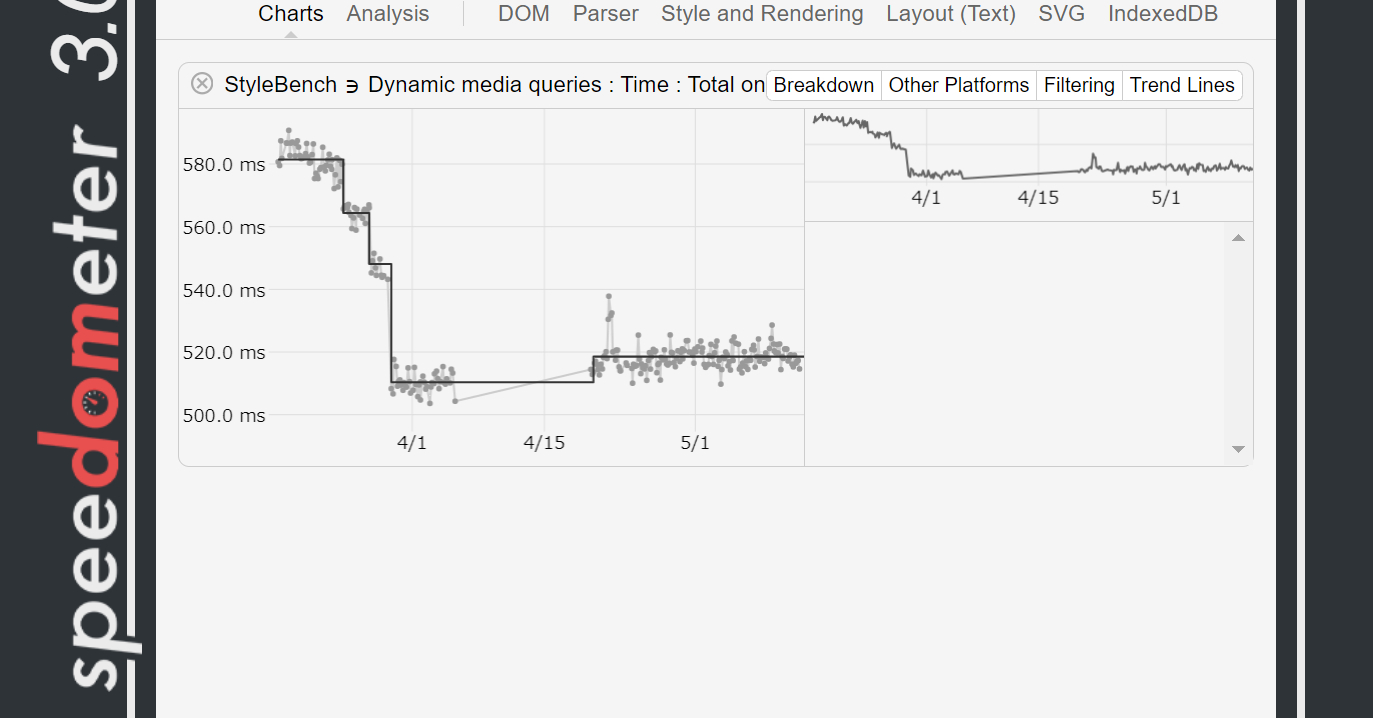 speedometer 3.0
Charts Analysis DOM Parser Style and Rendering Layout (Text) SVG IndexedDB
StyleBench ∋ Dynamic media queries : Time : Total on Breakdown Other Platforms Filtering Trend Lines
580.0 ms
560.0 ms
540.0 ms
520.0 ms
500.0 ms
4/1 4/15 5/1
4/1 4/15 5/1